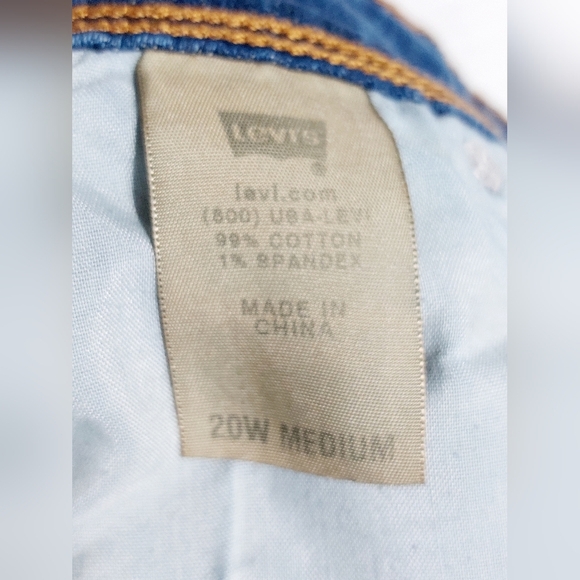 LEVI'S
®
levi.com
(800) USA-LEVI
99% COTTON
1% SPANDEX
MADE IN
CHINA
20W MEDIUM